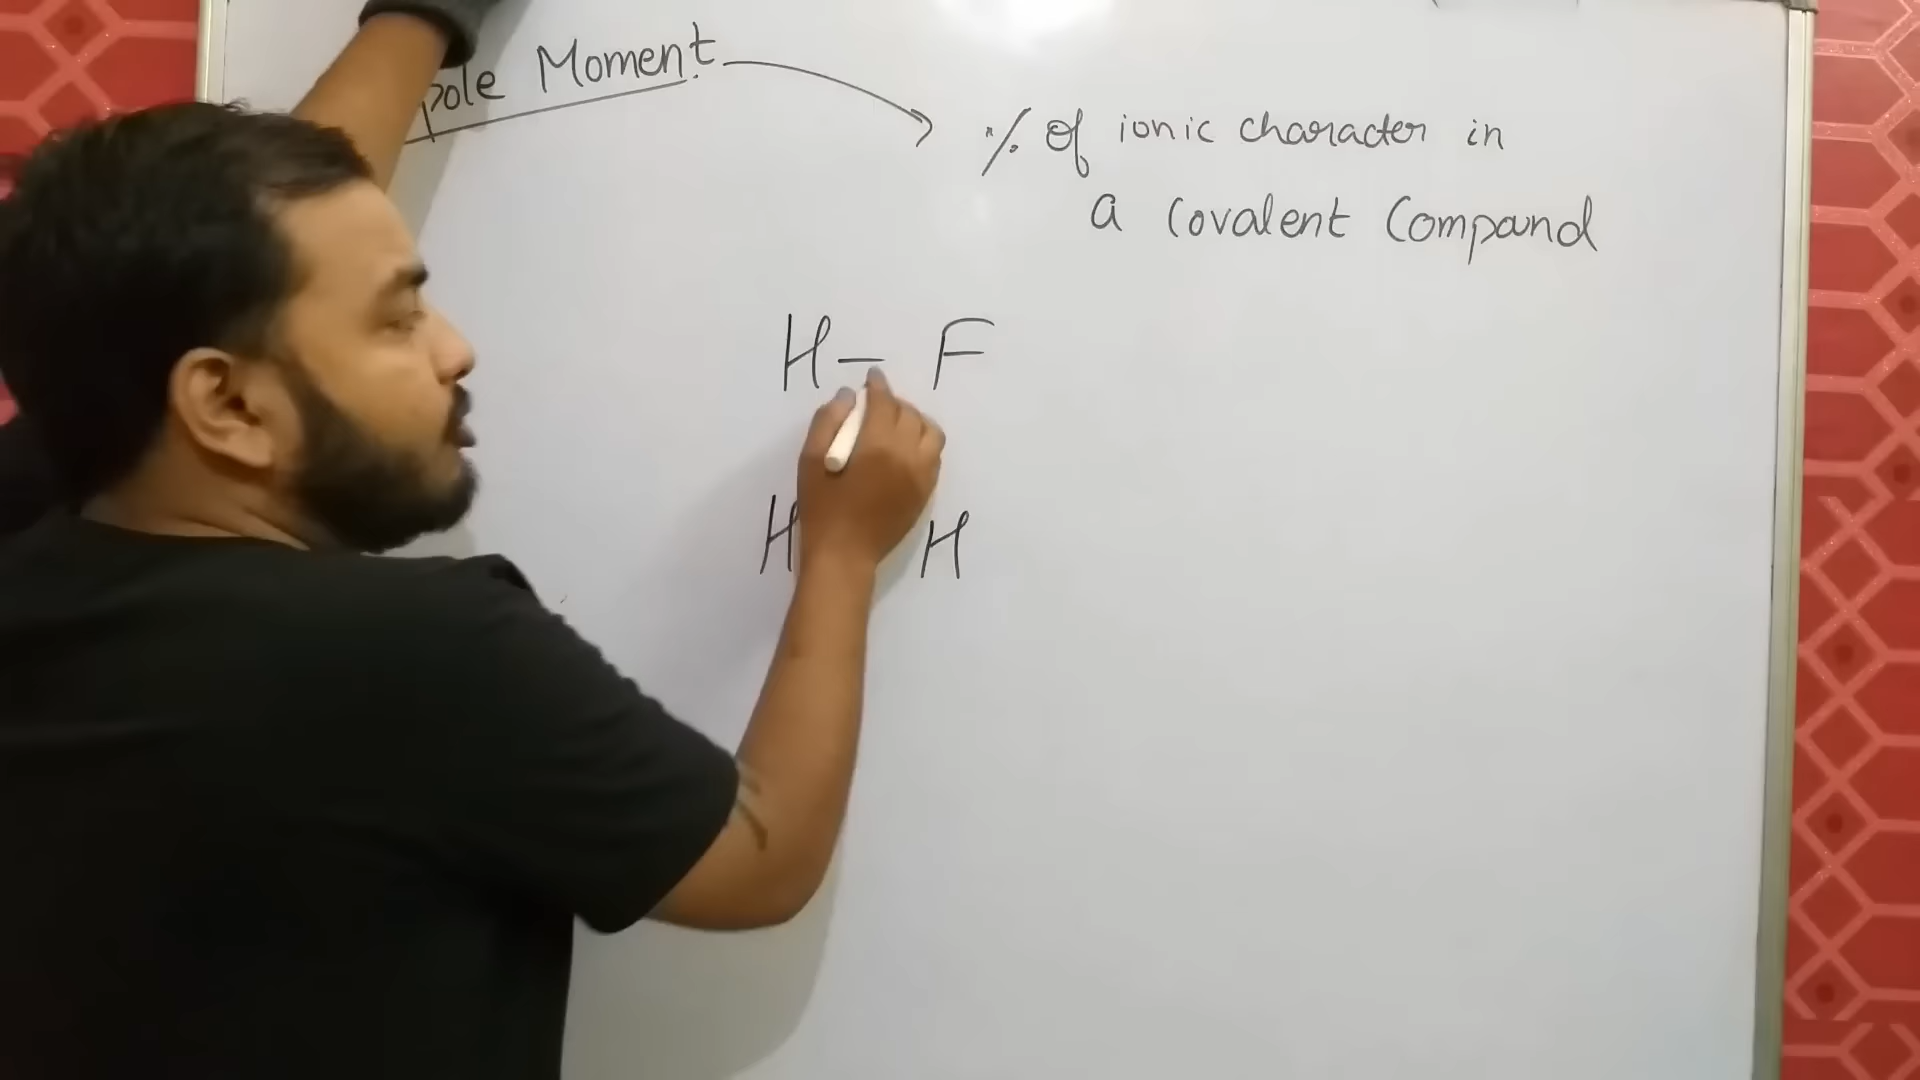 pole Moment
% of ionic character in
a Covalent Compound
H - F
H H